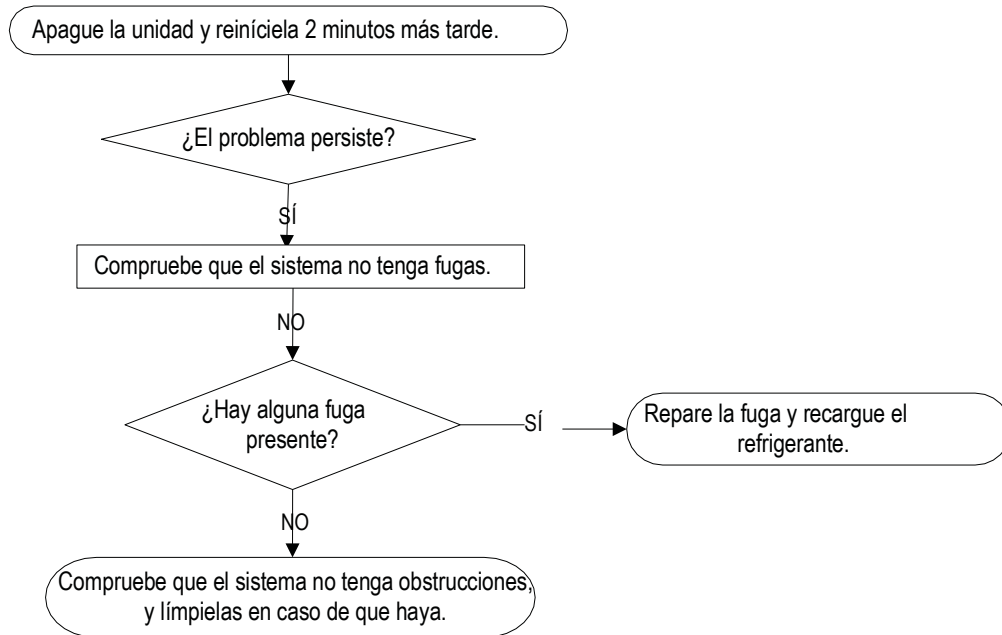 Apague la unidad y reiníciela 2 minutos más tarde.
¿El problema persiste?
SÍ
Compruebe que el sistema no tenga fugas.
NO
¿Hay alguna fuga
presente?
SÍ
Repare la fuga y recargue el
refrigerante.
NO
Compruebe que el sistema no tenga obstrucciones,
y límpielas en caso de que haya.